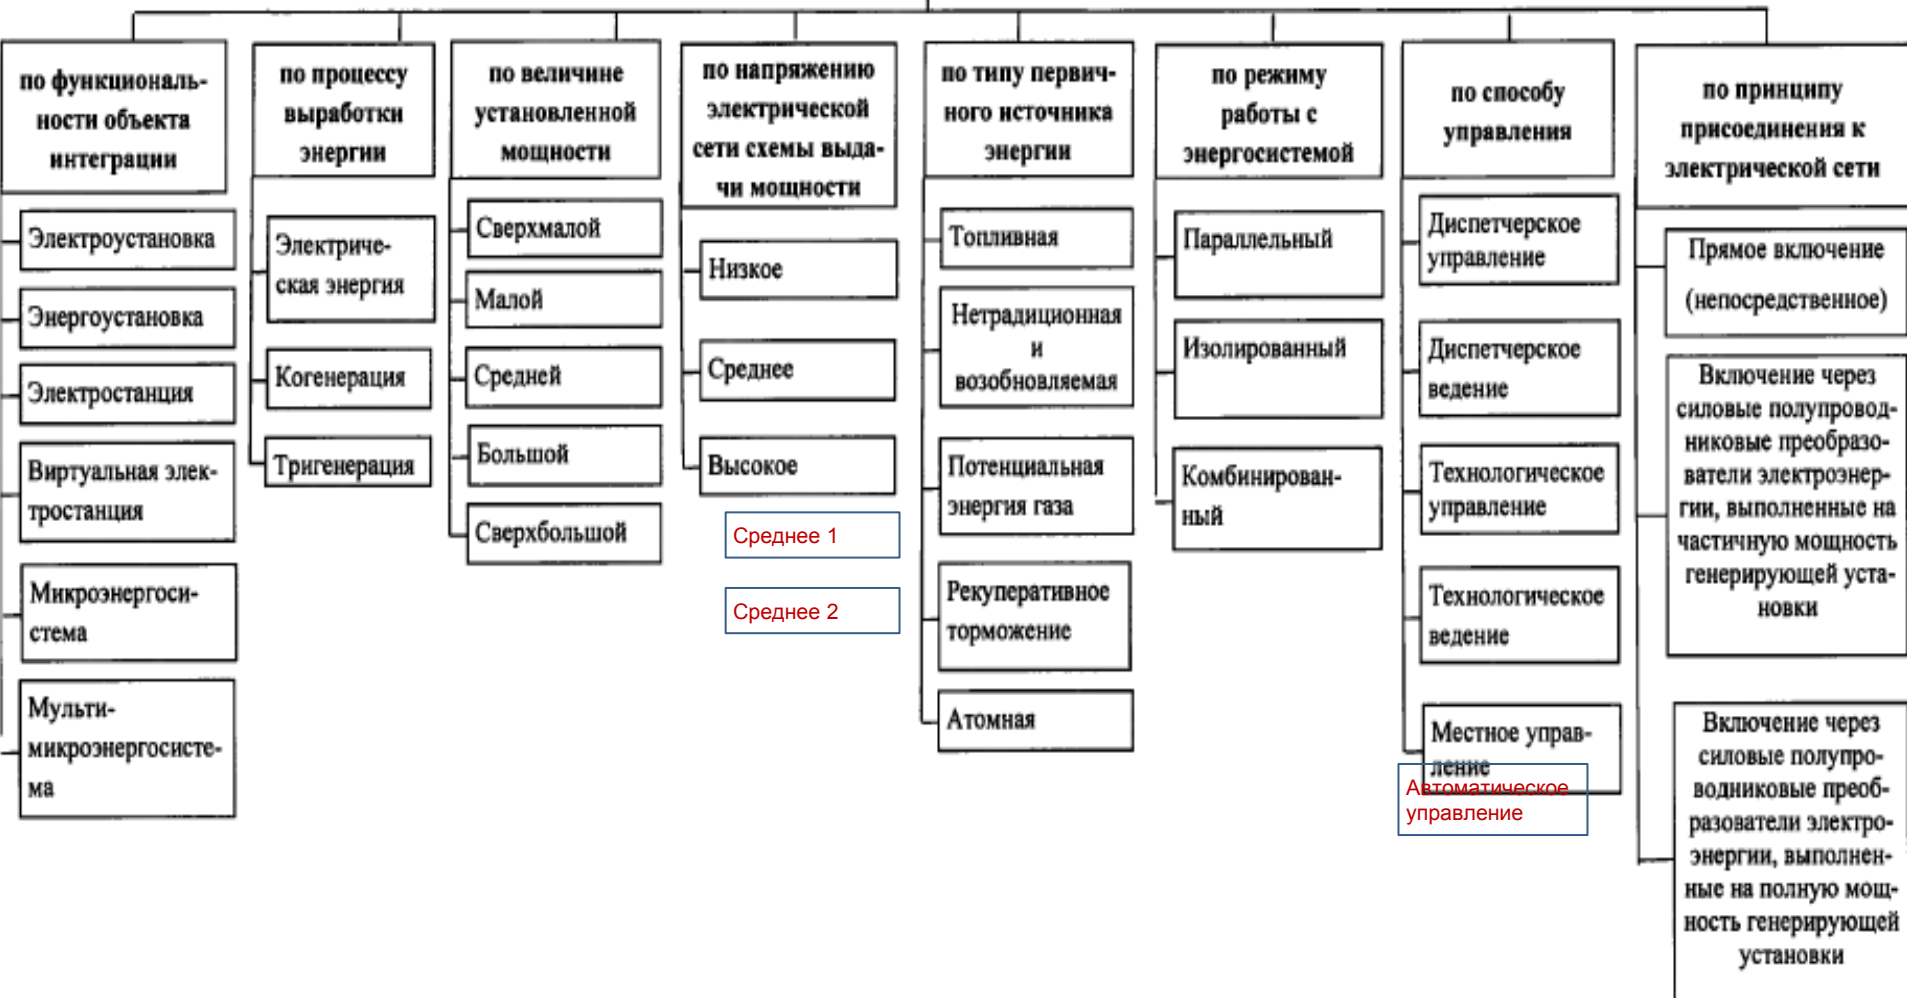 по функциональ-
ности объекта
интеграции
Электроустановка
Энергоустановка
Электростанция
Виртуальная элек-
тростанция
Микроэнергоси-
стема
Мульти-
микроэнергосисте-
ма
по процессу
выработки
энергии
Электриче-
ская энергия
Когенерация
Тригенерация
по величине
установленной
мощности
Сверхмалой
Малой
Средней
Большой
Сверхбольшой
по напряжению
электрической
сети схемы выда-
чи мощности
Низкое
Среднее
Высокое
Среднее 1
Среднее 2
по типу первич-
ного источника
энергии
Топливная
Нетрадиционная
и
возобновляемая
Потенциальная
энергия газа
Рекуперативное
торможение
Атомная
по режиму
работы с
энергосистемой
Параллельный
Изолированный
Комбинирован-
ный
по способу
управления
Диспетчерское
управление
Диспетчерское
ведение
Технологическое
управление
Технологическое
ведение
Местное управ-
ление
Автоматическое
управление
по принципу
присоединения к
электрической сети
Прямое включение
(непосредственное)
Включение через
силовые полупровод-
никовые преобразо-
ватели электроэнер-
гии, выполненные на
частичную мощность
генерирующей уста-
новки
Включение через
силовые полупро-
водниковые преоб-
разователи электро-
энергии, выполнен-
ные на полную мощ-
ность генерирующей
установки